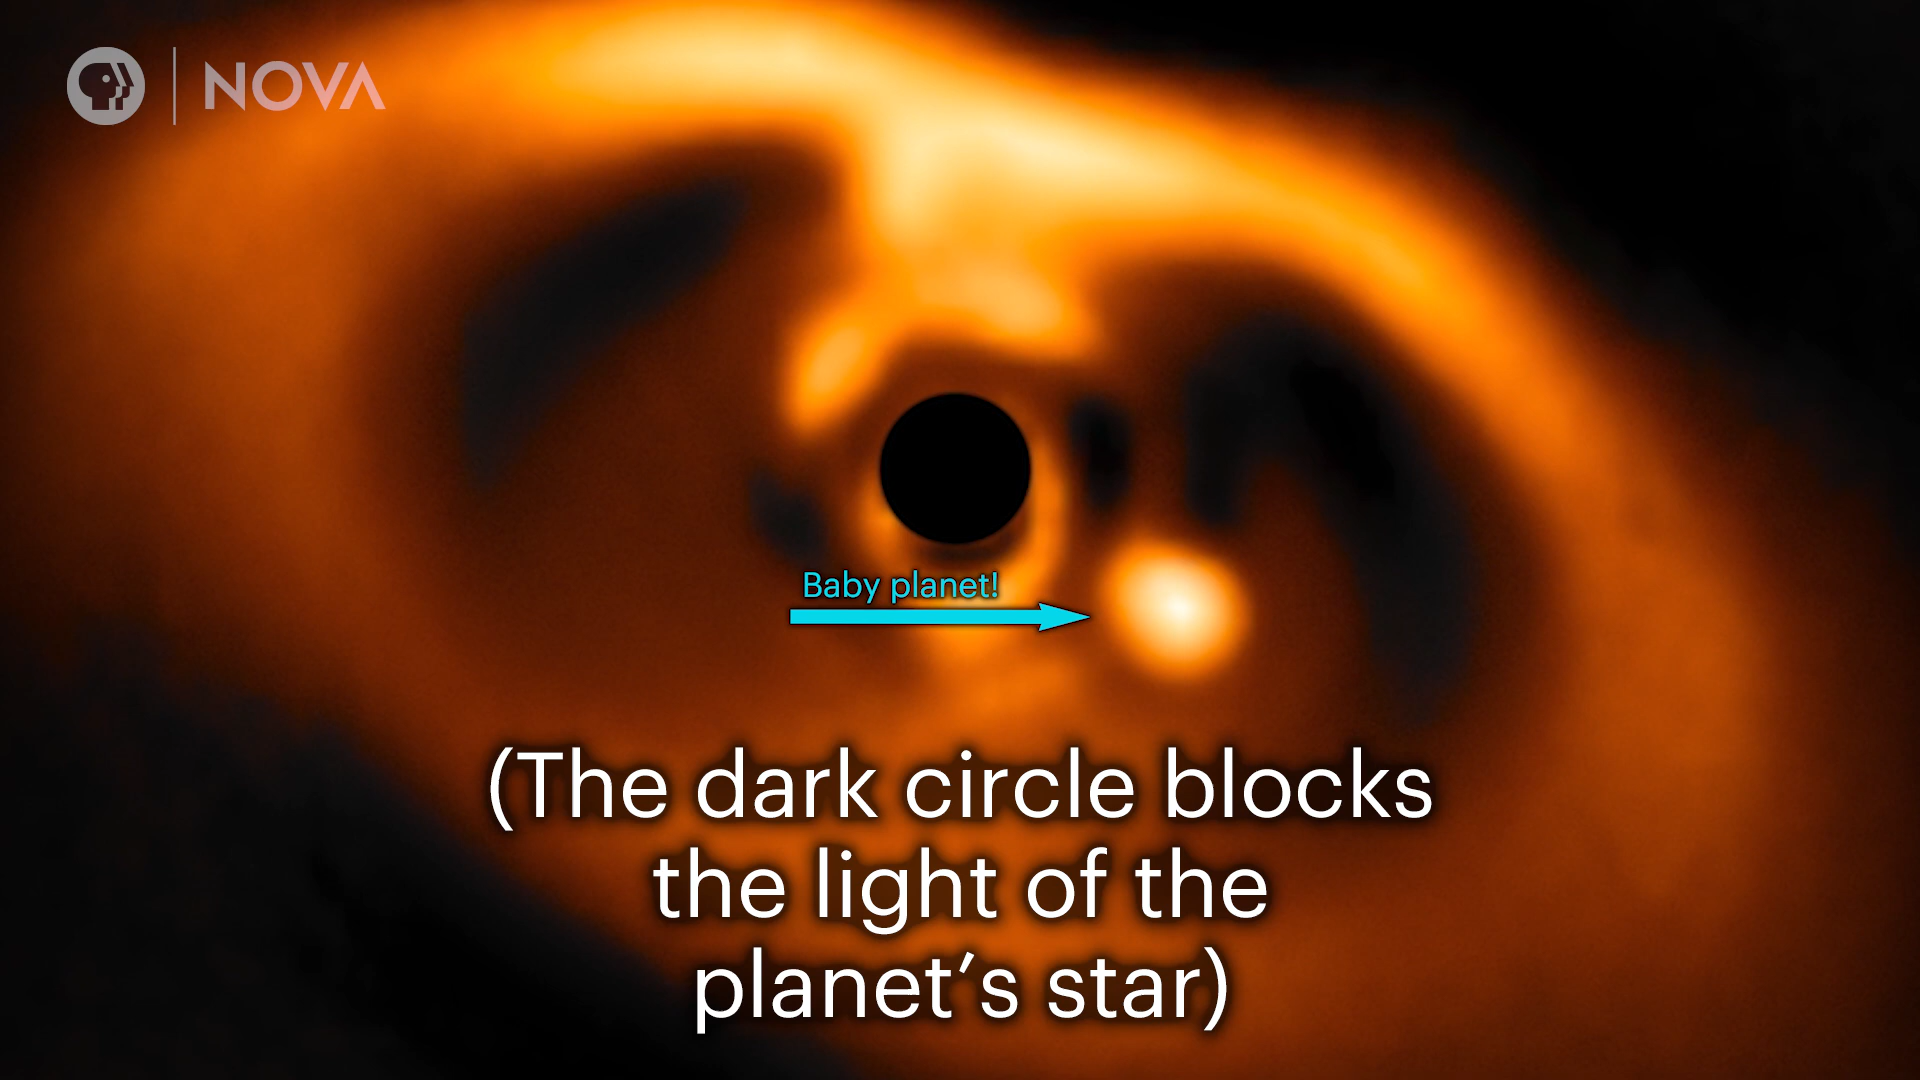 NOVA
Baby planet!
(The dark circle blocks
the light of the
planet’s star)